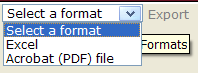 Select a format Export
Select a format
Excel
Acrobat (PDF) file
Formats